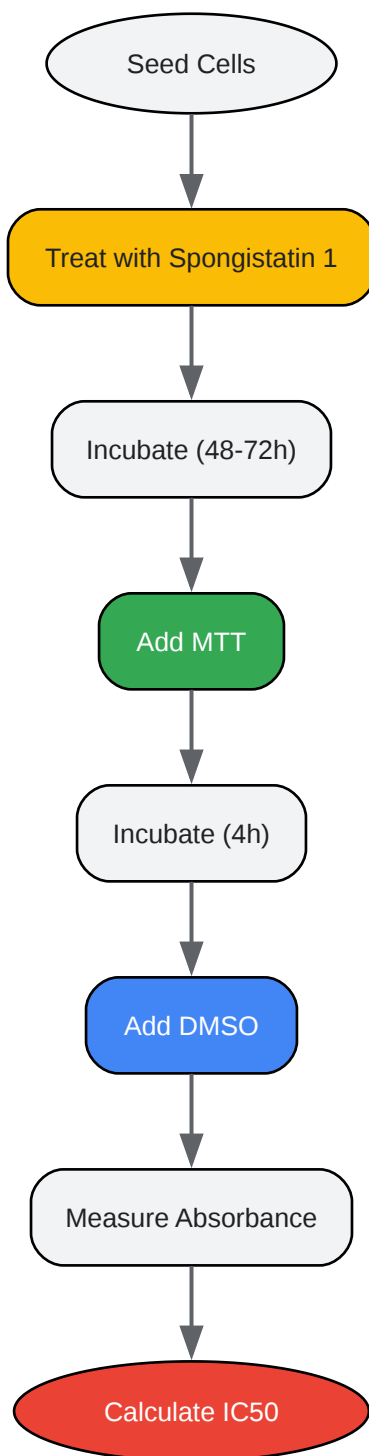 Seed Cells
Treat with Spongistatin 1
Incubate (48-72h)
Add MTT
Incubate (4h)
Add DMSO
Measure Absorbance
Calculate IC50